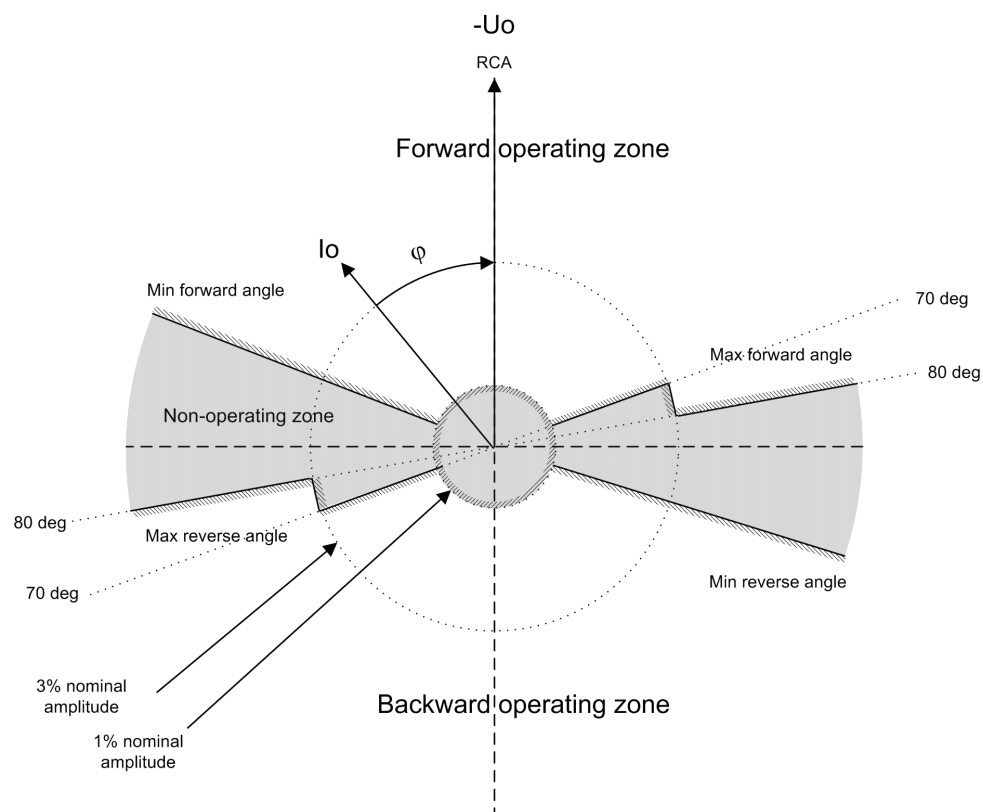 -Uo
RCA
Forward operating zone
Io
φ
Min forward angle
70 deg
Max forward angle
80 deg
Non-operating zone
80 deg
Max reverse angle
70 deg
Min reverse angle
3% nominal
amplitude
Backward operating zone
1% nominal
amplitude